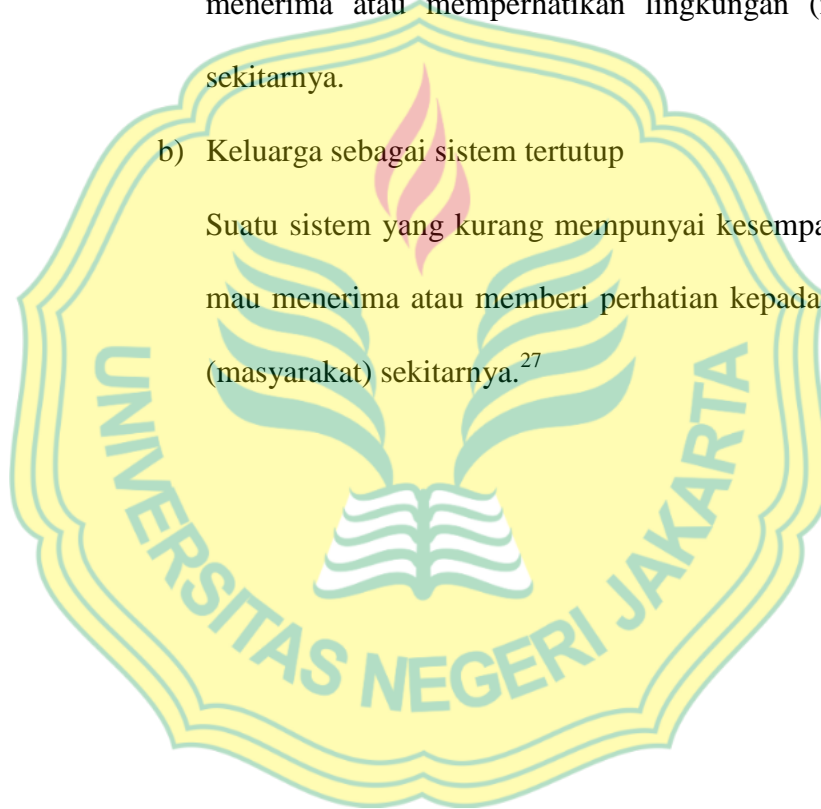 menerima atau memperhatikan lingkungan
sekitarnya.
b) Keluarga sebagai sistem tertutup
Suatu sistem yang kurang mempunyai
mau menerima atau memberi perhatian kepada
(masyarakat) sekitarnya.27
UNIVERSITAS NEGERI JAKARTA